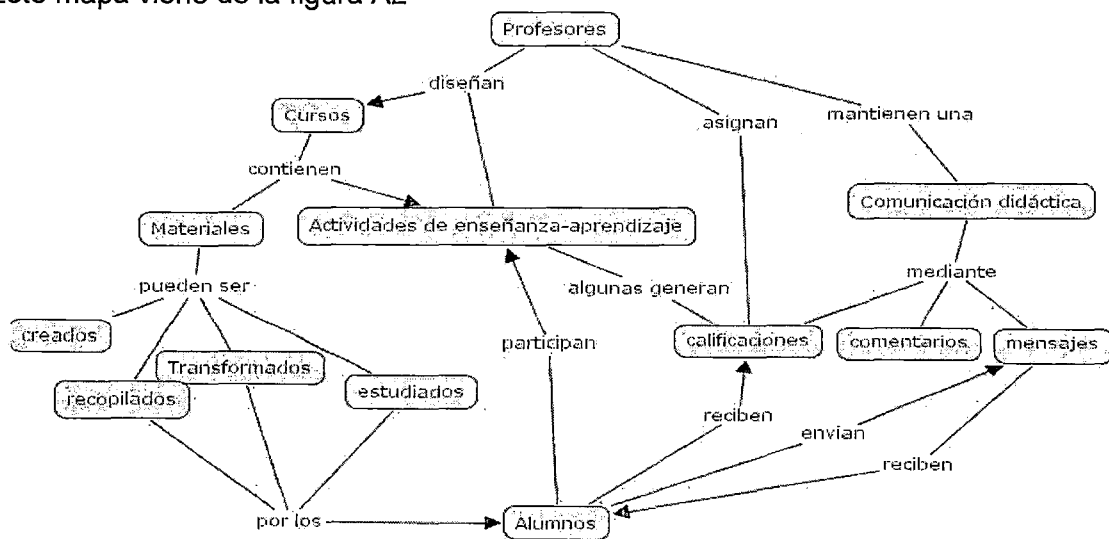 Este mapa viene de la figura A2
Profesores
diseñan
Cursos
asignan
mantienen una
contienen
Comunicación didáctica
Materiales
Actividades de enseñanza-aprendizaje
pueden ser
algunas generan
mediante
creados
Transformados
recopilados
estudiados
participan
calificaciones
comentarios
mensajes
reciben
envian
reciben
por los
Alumnos